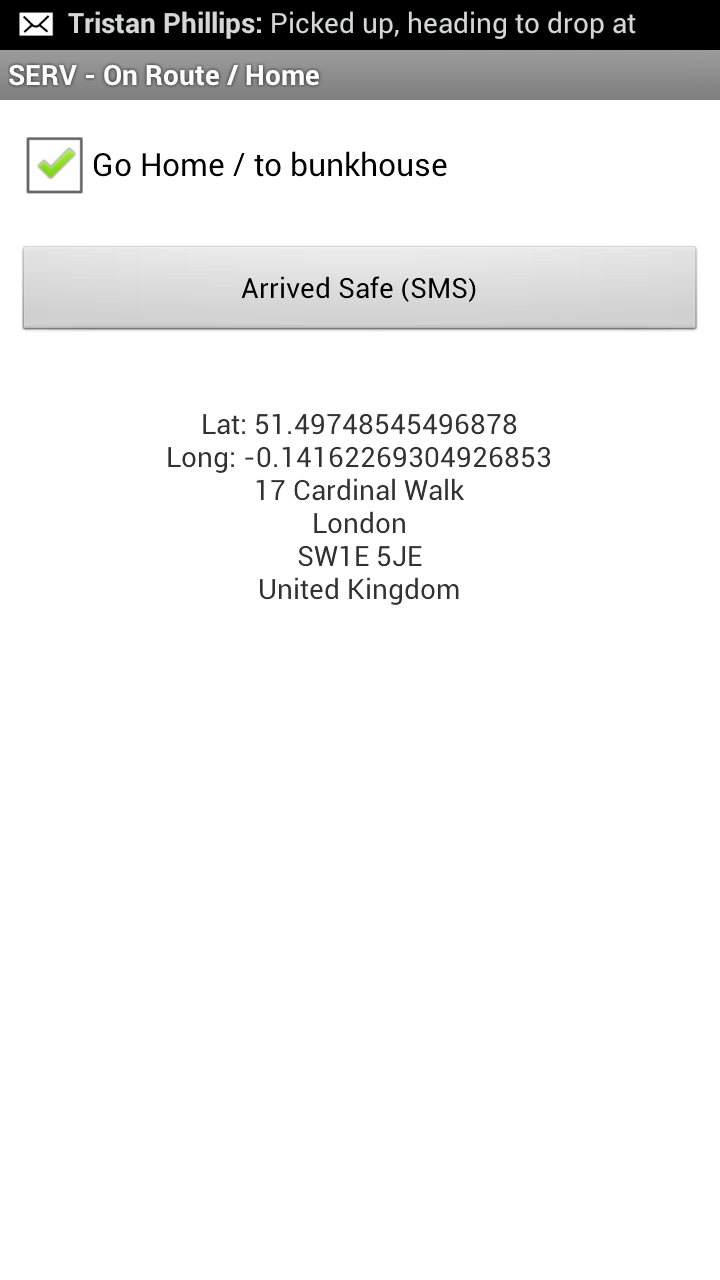 Tristan Phillips: Picked up, heading to drop at
SERV - On Route / Home
Go Home / to bunkhouse
Arrived Safe (SMS)
Lat: 51.49748545496878
Long: -0.14162269304926853
17 Cardinal Walk
London
SW1E 5JE
United Kingdom